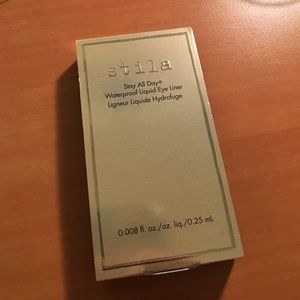 stila
Stay All Day®
Waterproof Liquid Eye Liner
Ligneur Liquide Hydrofuge
0.008 fl. oz./oz. liq./0.25 mL